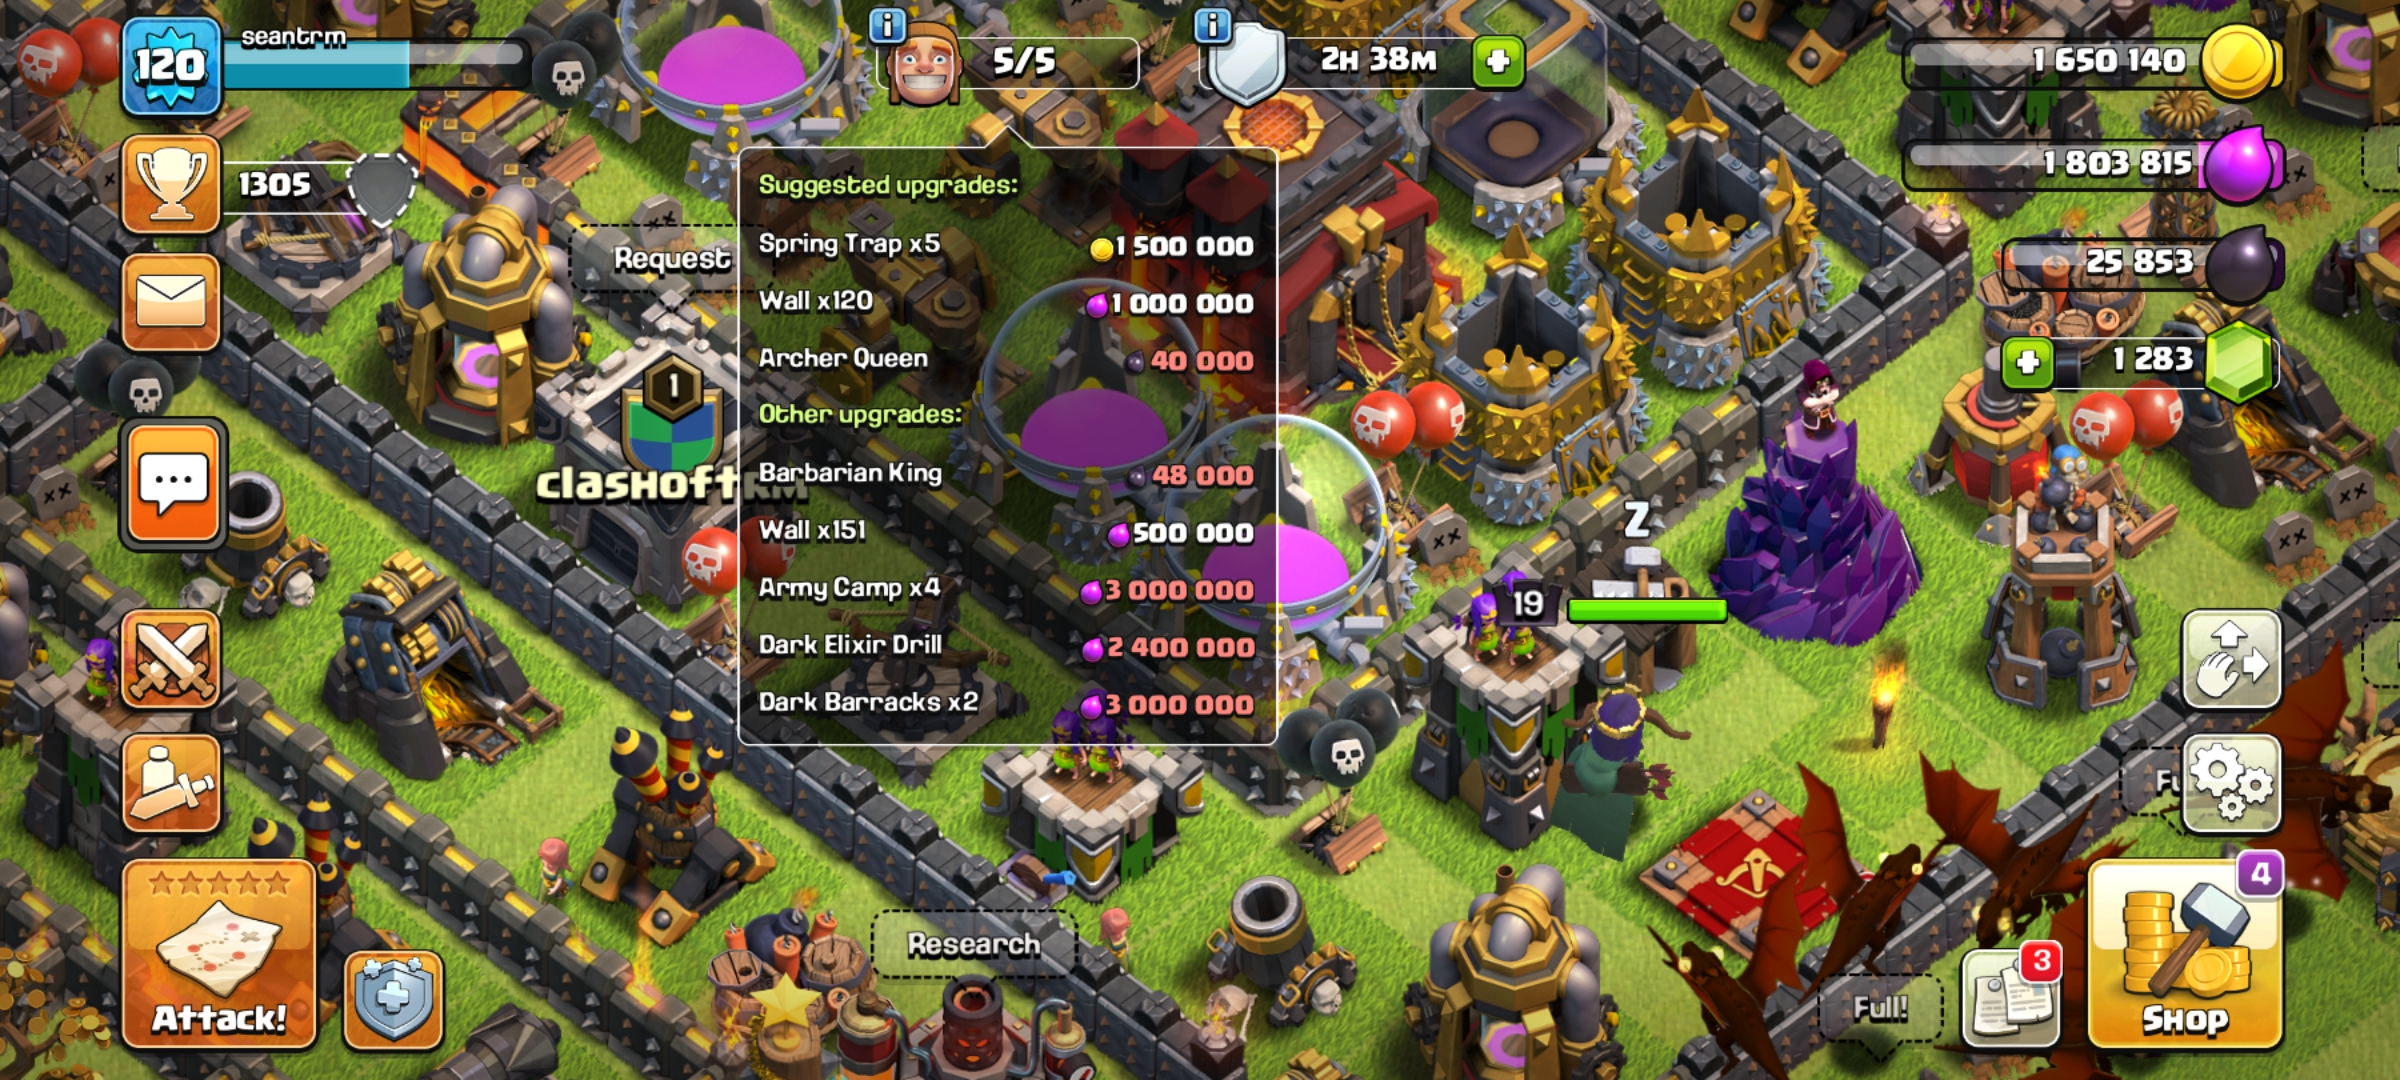 120
seantrm
5/5
2H 38M
1 650 140
1305
1 803 815
25 853
1 283
Request
Suggested upgrades:
Spring Trap x5 1 500 000
Wall x120 1 000 000
Archer Queen 40 000
Other upgrades:
Barbarian King 48 000
Wall x151 500 000
Army Camp x4 3 000 000
Dark Elixir Drill 2 400 000
Dark Barracks x2 3 000 000
1
clashoftrm
Z
19
Research
Full!
Attack!
3
4
Shop